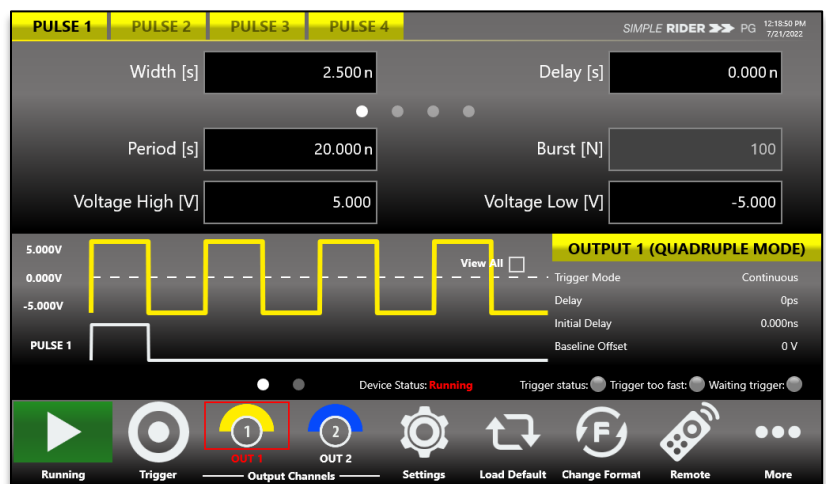 PULSE 1 PULSE 2 PULSE 3 PULSE 4 SIMPLE RIDER PG 12:18:50 PM
7/21/2022
Width [s] 2.500 n Delay [s] 0.000 n
Period [s] 20.000 n Burst [N] 100
Voltage High [V] 5.000 Voltage Low [V] -5.000
5.000V
0.000V
-5.000V
PULSE 1
View All
OUTPUT 1 (QUADRUPLE MODE)
Trigger Mode Continuous
Delay 0ps
Initial Delay 0.000ns
Baseline Offset 0 V
Device Status: Running Trigger status: Trigger too fast: Waiting trigger:
1 2 F
OUT 1 OUT 2
Running Trigger Output Channels Settings Load Default Change Format Remote More